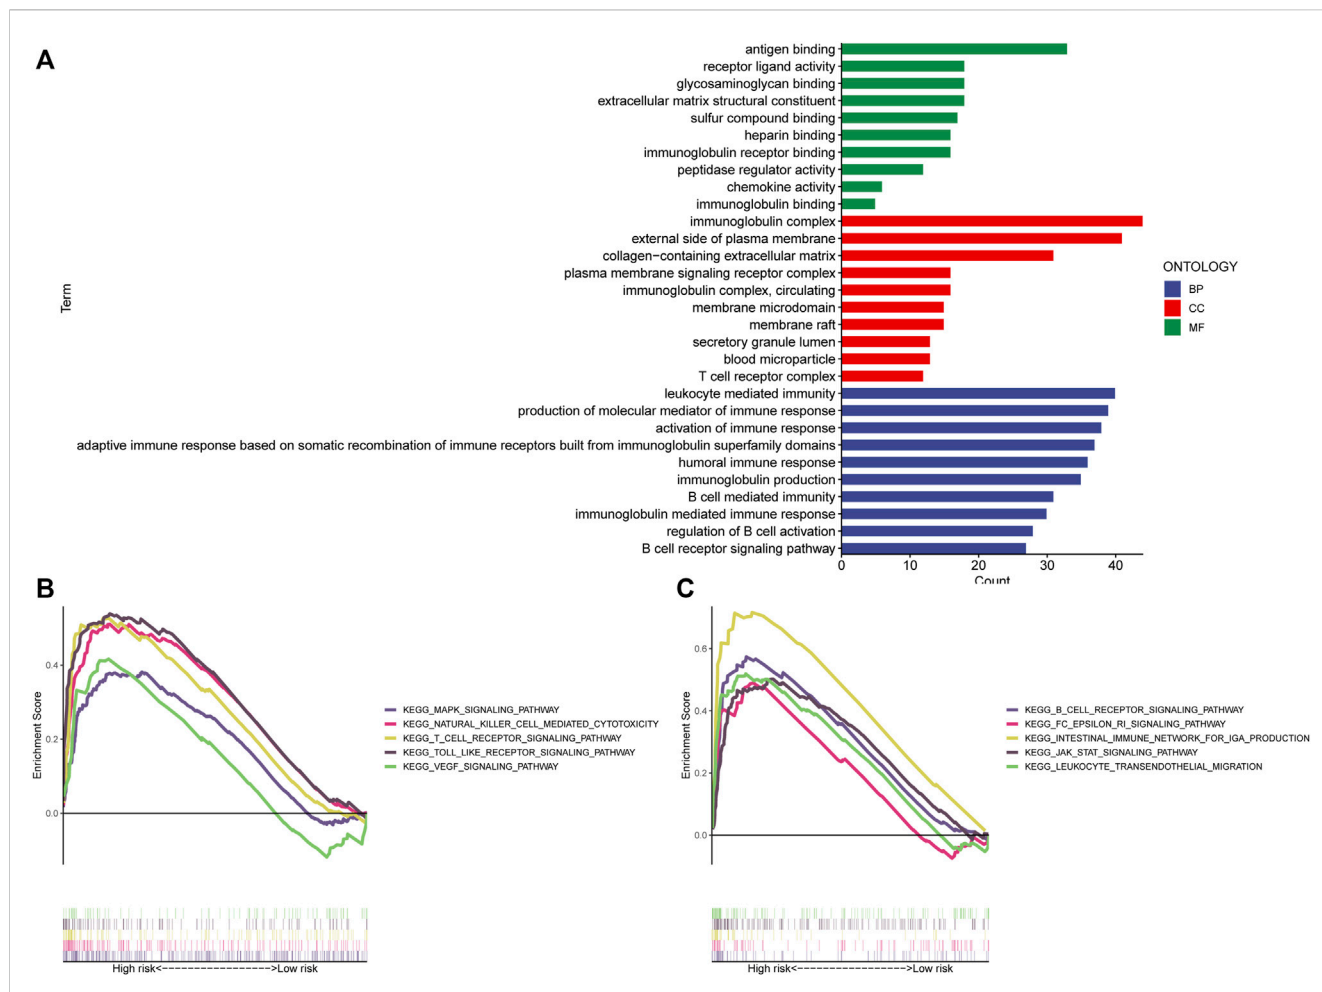 A
antigen binding
receptor ligand activity
glycosaminoglycan binding
extracellular matrix structural constituent
sulfur compound binding
heparin binding
immunoglobulin receptor binding
peptidase regulator activity
chemokine activity
immunoglobulin binding
immunoglobulin complex
external side of plasma membrane
collagen−containing extracellular matrix
plasma membrane signaling receptor complex
immunoglobulin complex, circulating
membrane microdomain
membrane raft
secretory granule lumen
blood microparticle
T cell receptor complex
leukocyte mediated immunity
production of molecular mediator of immune response
activation of immune response
adaptive immune response based on somatic recombination of immune receptors built from immunoglobulin superfamily domains
humoral immune response
immunoglobulin production
B cell mediated immunity
immunoglobulin mediated immune response
regulation of B cell activation
B cell receptor signaling pathway
Term
0 10 20 30 40
Count
ONTOLOGY
BP
CC
MF
B
Enrichment Score
0.4
0.2
0.0
KEGG_MAPK_SIGNALING_PATHWAY
KEGG_NATURAL_KILLER_CELL_MEDIATED_CYTOTOXICITY
KEGG_T_CELL_RECEPTOR_SIGNALING_PATHWAY
KEGG_TOLL_LIKE_RECEPTOR_SIGNALING_PATHWAY
KEGG_VEGF_SIGNALING_PATHWAY
High risk<−−−−−−−−−−−−−−−−−−−−>Low risk
C
Enrichment Score
0.6
0.4
0.2
0.0
KEGG_B_CELL_RECEPTOR_SIGNALING_PATHWAY
KEGG_FC_EPSILON_RI_SIGNALING_PATHWAY
KEGG_INTESTINAL_IMMUNE_NETWORK_FOR_IGA_PRODUCTION
KEGG_JAK_STAT_SIGNALING_PATHWAY
KEGG_LEUKOCYTE_TRANSENDOTHELIAL_MIGRATION
High risk<−−−−−−−−−−−−−−−−−−−−>Low risk